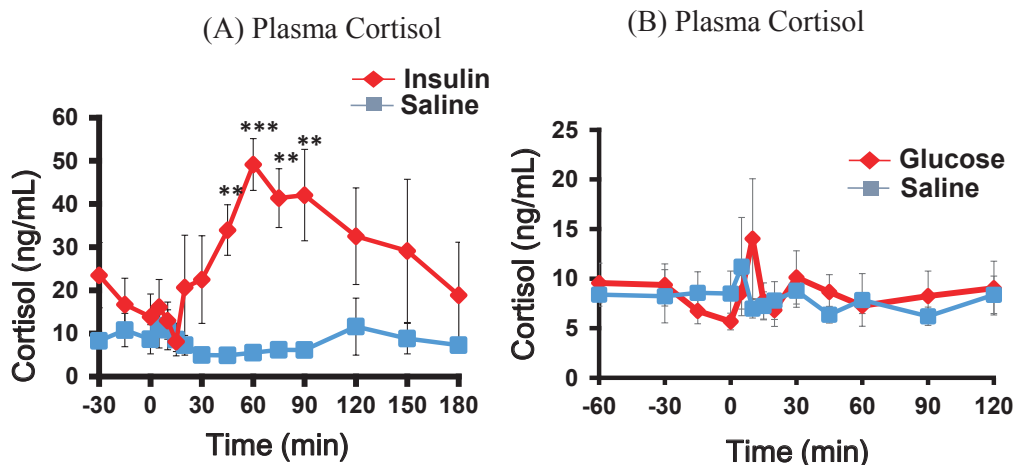 (A) Plasma Cortisol
Insulin
Saline
60
50
40
30
20
10
0
Cortisol (ng/mL)
**
***
**
**
-30 0 30 60 90 120 150 180
Time (min)
(B) Plasma Cortisol
Glucose
Saline
25
20
15
10
5
0
Cortisol (ng/mL)
-60 -30 0 30 60 90 120
Time (min)